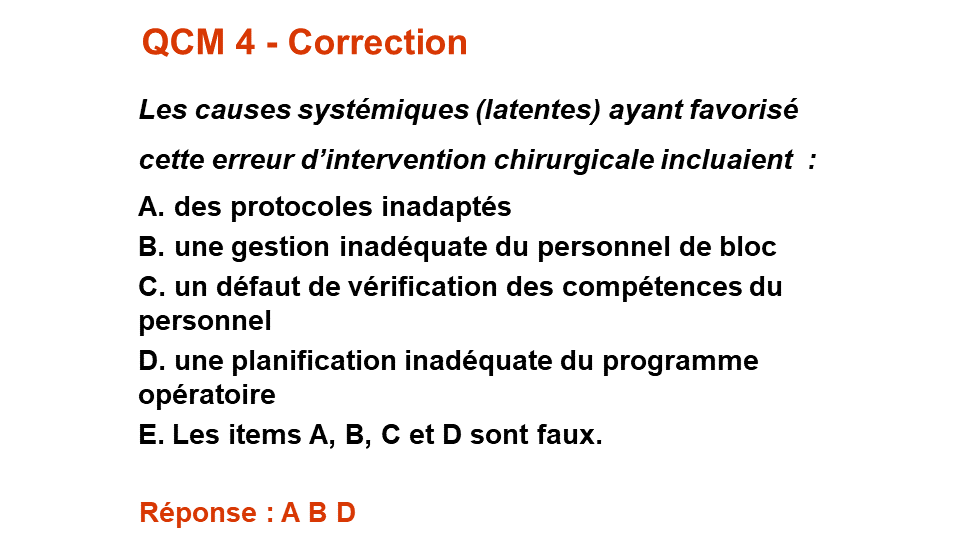 QCM 4 - Correction
Les causes systémiques (latentes) ayant favorisé
cette erreur d’intervention chirurgicale incluaient :
A. des protocoles inadaptés
B. une gestion inadéquate du personnel de bloc
C. un défaut de vérification des compétences du
personnel
D. une planification inadéquate du programme
opératoire
E. Les items A, B, C et D sont faux.
Réponse : A B D